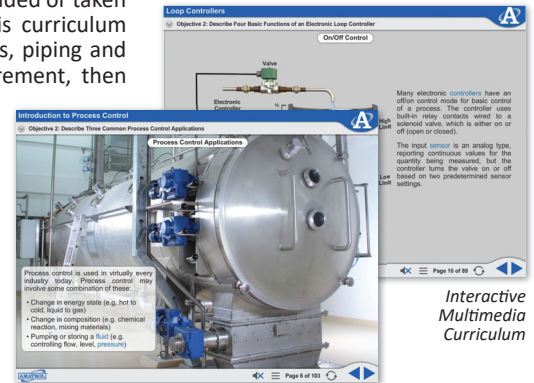 ded or taken
is curriculum
s, piping and
rement, then
Loop Controllers
Objective 2: Describe Four Basic Functions of an Electronic Loop Controller
On/Off Control
Valve
Electronic
Controller
High
Limit
Low
Limit
Many electronic controllers have an
off/on control mode for basic control
of a process. The controller uses
built-in relay contacts wired to a
solenoid valve, which is either on or
off (open or closed).
The input sensor is an analog type,
reporting continuous values for the
quantity being measured, but the
controller turns the valve on or off
based on two predetermined sensor
settings.
Page 10 of 89
Introduction to Process Control
Objective 2: Describe Three Common Process Control Applications
Process Control Applications
Process control is used in virtually every
industry today. Process control may
involve some combination of these:
• Change in energy state (e.g. hot to
cold, liquid to gas)
• Change in composition (e.g. chemical
reaction, mixing materials)
• Pumping or storing a fluid (e.g.
controlling flow, level, pressure)
AMATROL
Page 6 of 103
Interactive
Multimedia
Curriculum